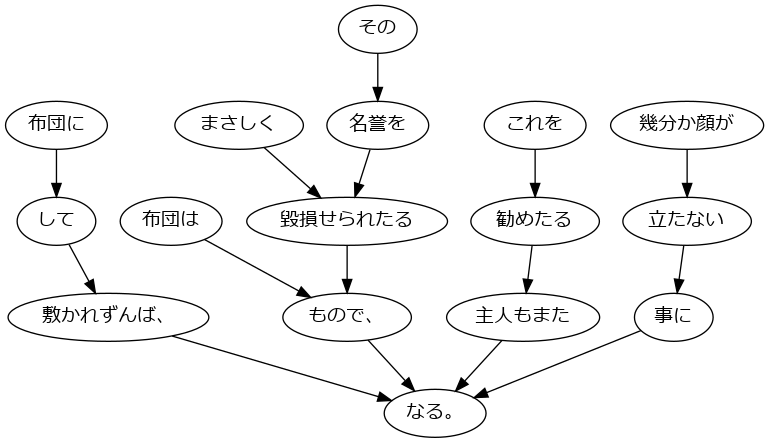 その
布団に
まさしく
名誉を
これを
幾分か顔が
して
布団は
毀損せられたる
勧めたる
立たない
敷かれずんば、
もので、
主人もまた
事に
なる。